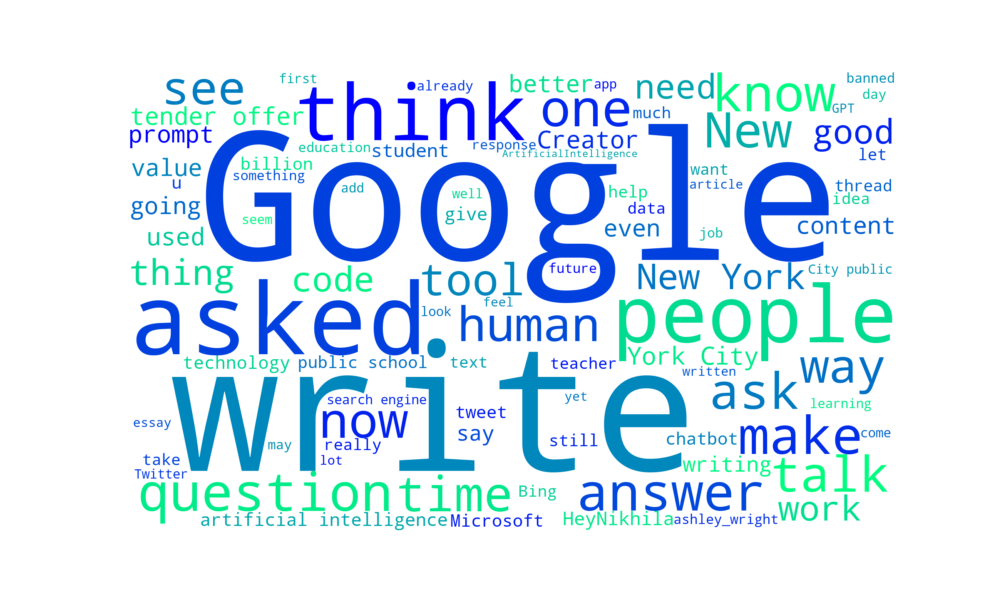 first
already
better
app
need
know
banned
see
think
one
day
tender offer
much
New
GPT
prompt
Creator
good
education
student
response
ArtificialIntelligence
let
value
billion
Google
want
u
something
add
article
thread
well
help
idea
going
seem
give
data
even
content
used
job
thing
code
tool
future
New York
City public
asked
look
feel
human
people
technology
public school
text
teacher
York City
way
write
written
search engine
yet
ask
learning
essay
now
tweet
say
still
chatbot
make
come
may
really
take
lot
writing
talk
Twitter
question
time
Bing
answer
work
artificial intelligence
Microsoft
HeyNikhila
ashley_wright